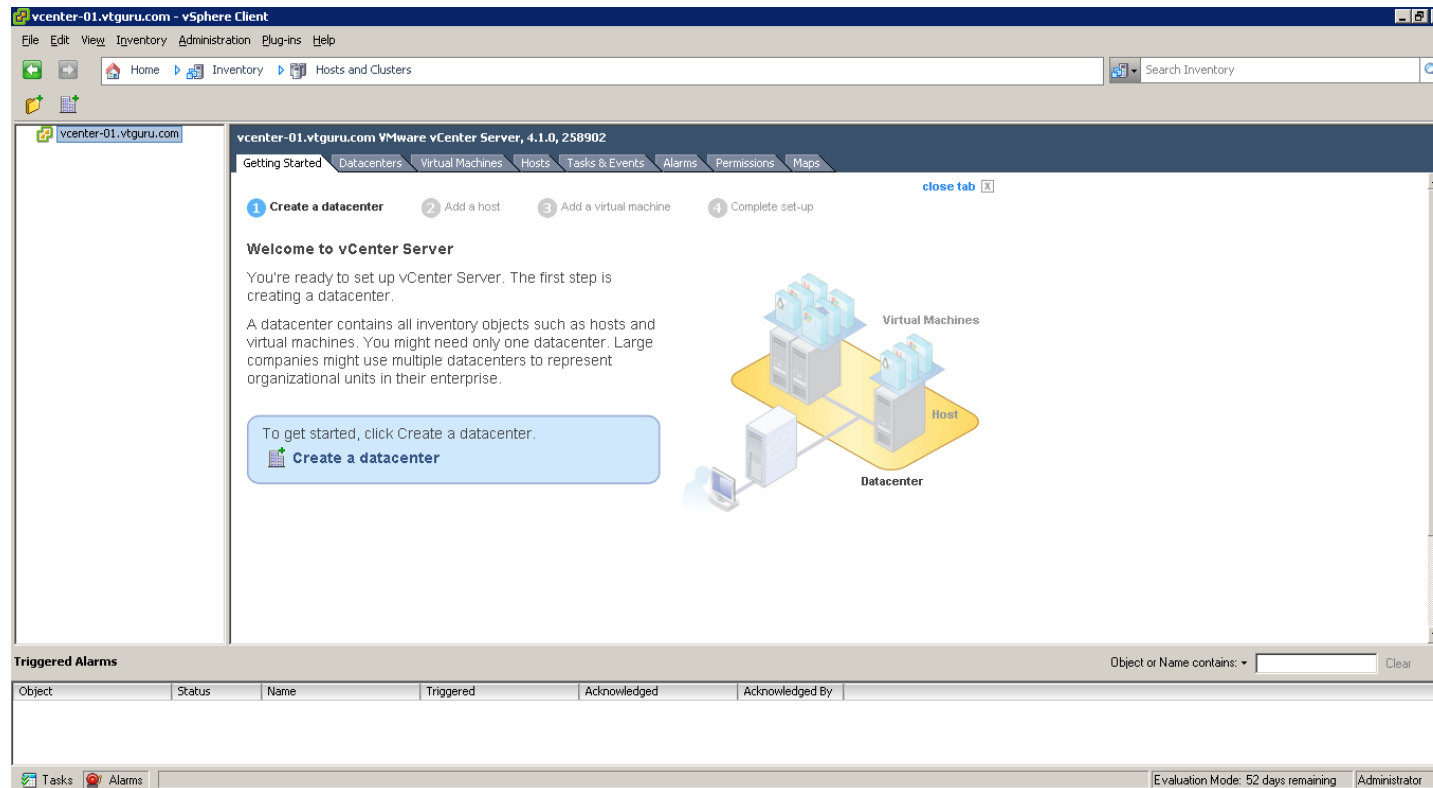 vcenter-01.vtguru.com - vSphere Client
File Edit View Inventory Administration Plug-ins Help
Home Inventory Hosts and Clusters Search Inventory
vcenter-01.vtguru.com
vcenter-01.vtguru.com VMware vCenter Server, 4.1.0, 258902
Getting Started Datacenters Virtual Machines Hosts Tasks & Events Alarms Permissions Maps
close tab X
1 Create a datacenter 2 Add a host 3 Add a virtual machine 4 Complete set-up
Welcome to vCenter Server
You're ready to set up vCenter Server. The first step is
creating a datacenter.
A datacenter contains all inventory objects such as hosts and
virtual machines. You might need only one datacenter. Large
companies might use multiple datacenters to represent
organizational units in their enterprise.
To get started, click Create a datacenter.
Create a datacenter
Virtual Machines
Host
Datacenter
Triggered Alarms Object or Name contains: Clear
Object Status Name Triggered Acknowledged Acknowledged By
Tasks Alarms Evaluation Mode: 52 days remaining Administrator